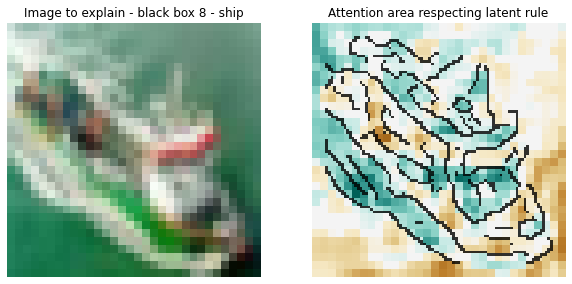 Image to explain - black box 8 - ship
Attention area respecting latent rule